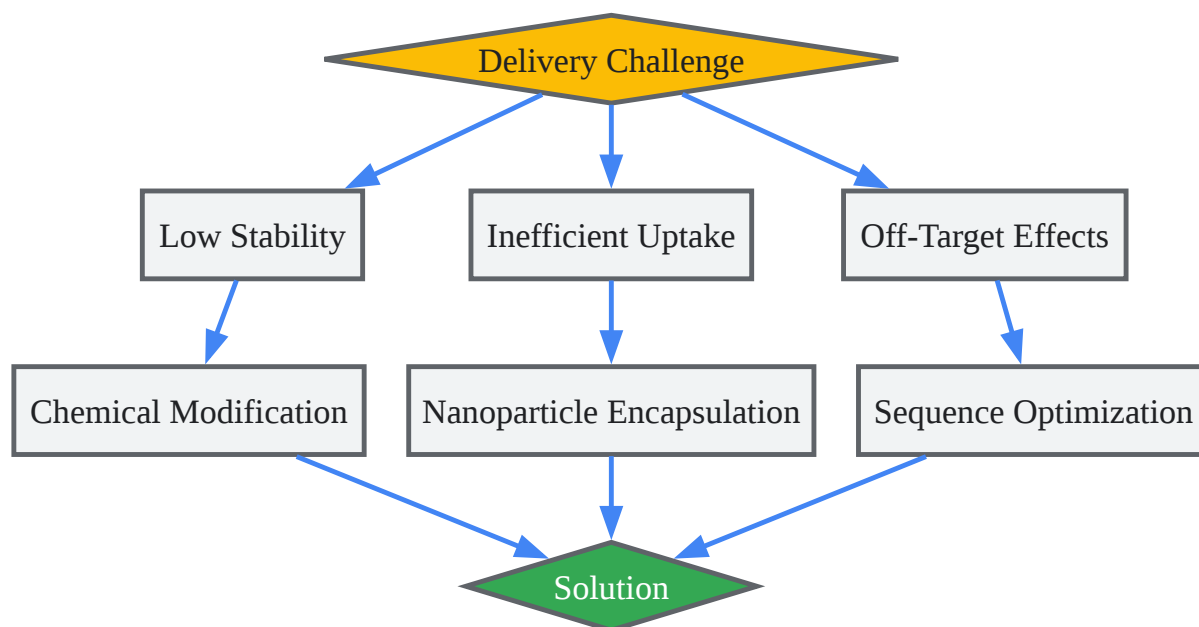 Delivery Challenge
Low Stability
Inefficient Uptake
Off-Target Effects
Chemical Modification
Nanoparticle Encapsulation
Sequence Optimization
Solution